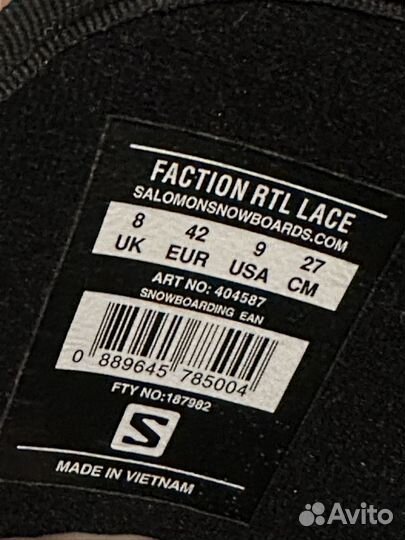 FACTION RTL LACE
SALOMONSNOWBOARDS.COM
8 42 9 27
UK EUR USA CM
ART NO: 404587
SNOWBOARDING EAN
0 889645 785004
FTY NO:187982
S
MADE IN VIETNAM
Avito